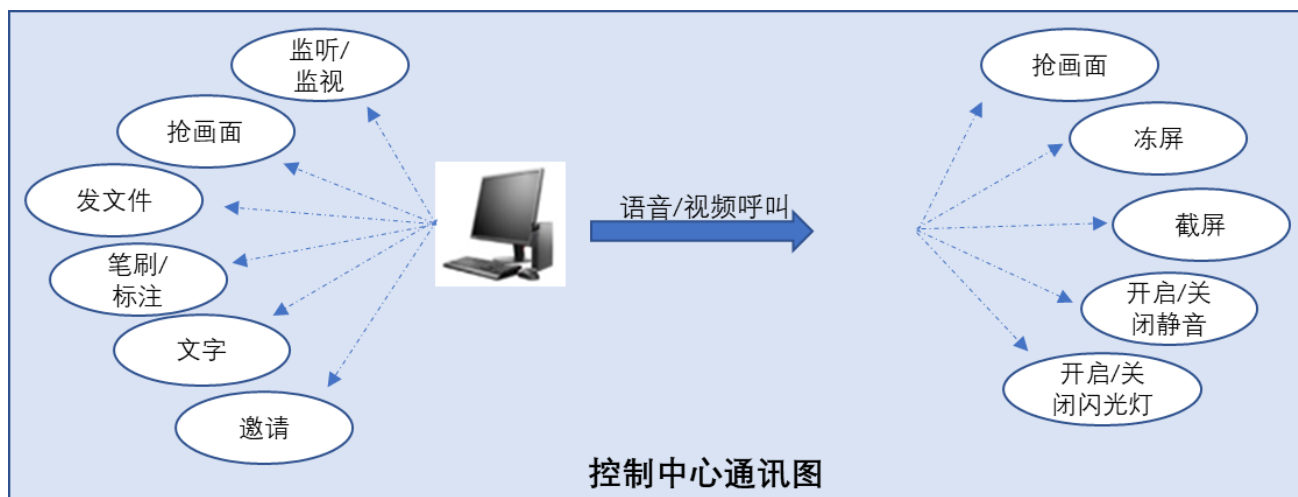 监听/
监视
抢画面
发文件
笔刷/
标注
文字
邀请
语音/视频呼叫
抢画面
冻屏
截屏
开启/关
闭静音
开启/关
闭闪光灯
控制中心通讯图